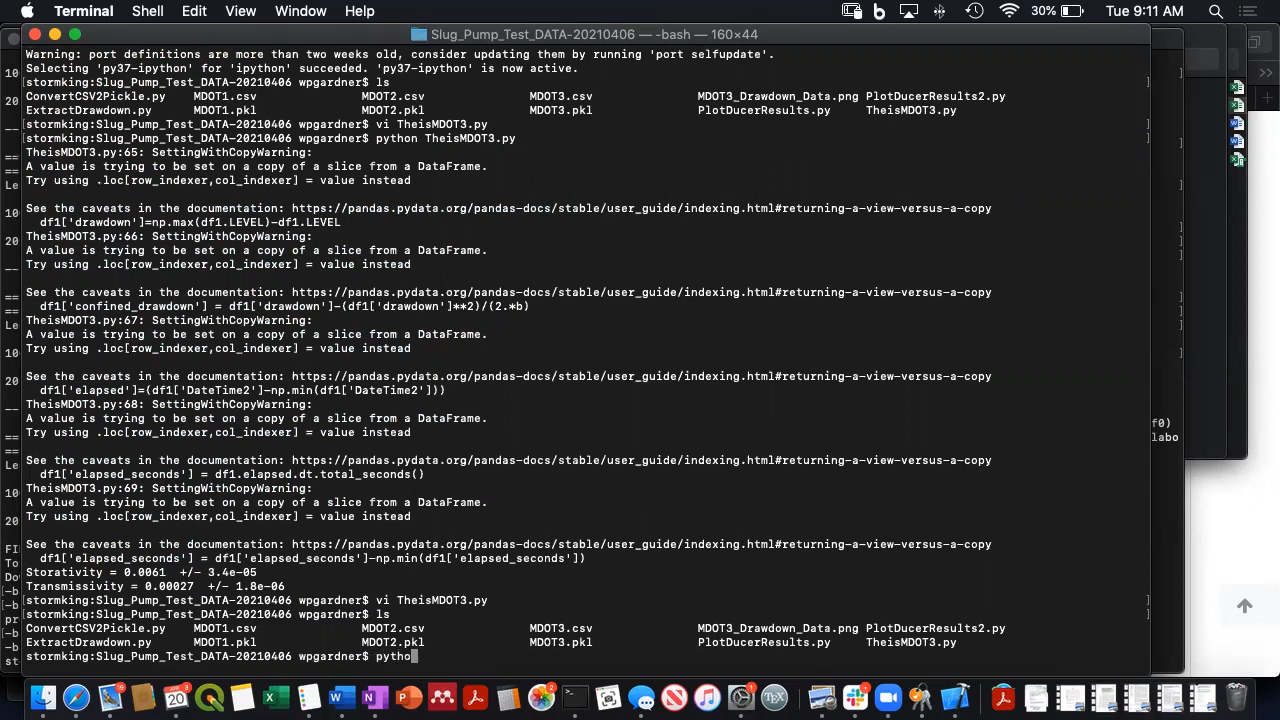 Terminal Shell Edit View Window Help 30% Tue 9:11 AM
Slug_Pump_Test_DATA-20210406 — -bash — 160×44
Warning: port definitions are more than two weeks old, consider updating them by running 'port selfupdate'.
Selecting 'py37-ipython' for 'ipython' succeeded. 'py37-ipython' is now active.
[stormking:Slug_Pump_Test_DATA-20210406 wpgardner$ ls ]
ConvertCSV2Pickle.py MDOT1.csv MDOT2.csv MDOT3.csv MDOT3_Drawdown_Data.png PlotDucerResults2.py
ExtractDrawdown.py MDOT1.pkl MDOT2.pkl MDOT3.pkl PlotDucerResults.py TheisMDOT3.py
[stormking:Slug_Pump_Test_DATA-20210406 wpgardner$ vi TheisMDOT3.py ]
[stormking:Slug_Pump_Test_DATA-20210406 wpgardner$ python TheisMDOT3.py ]
TheisMDOT3.py:65: SettingWithCopyWarning:
A value is trying to be set on a copy of a slice from a DataFrame.
Try using .loc[row_indexer,col_indexer] = value instead
See the caveats in the documentation: https://pandas.pydata.org/pandas-docs/stable/user_guide/indexing.html#returning-a-view-versus-a-copy
df1['drawdown']=np.max(df1.LEVEL)-df1.LEVEL
TheisMDOT3.py:66: SettingWithCopyWarning:
A value is trying to be set on a copy of a slice from a DataFrame.
Try using .loc[row_indexer,col_indexer] = value instead
See the caveats in the documentation: https://pandas.pydata.org/pandas-docs/stable/user_guide/indexing.html#returning-a-view-versus-a-copy
df1['confined_drawdown'] = df1['drawdown']-(df1['drawdown']**2)/(2.*b)
TheisMDOT3.py:67: SettingWithCopyWarning:
A value is trying to be set on a copy of a slice from a DataFrame.
Try using .loc[row_indexer,col_indexer] = value instead
See the caveats in the documentation: https://pandas.pydata.org/pandas-docs/stable/user_guide/indexing.html#returning-a-view-versus-a-copy
df1['elapsed']=(df1['DateTime2']-np.min(df1['DateTime2']))
TheisMDOT3.py:68: SettingWithCopyWarning:
A value is trying to be set on a copy of a slice from a DataFrame.
Try using .loc[row_indexer,col_indexer] = value instead
See the caveats in the documentation: https://pandas.pydata.org/pandas-docs/stable/user_guide/indexing.html#returning-a-view-versus-a-copy
df1['elapsed_seconds'] = df1.elapsed.dt.total_seconds()
TheisMDOT3.py:69: SettingWithCopyWarning:
A value is trying to be set on a copy of a slice from a DataFrame.
Try using .loc[row_indexer,col_indexer] = value instead
See the caveats in the documentation: https://pandas.pydata.org/pandas-docs/stable/user_guide/indexing.html#returning-a-view-versus-a-copy
df1['elapsed_seconds'] = df1['elapsed_seconds']-np.min(df1['elapsed_seconds'])
Storativity = 0.0061 +/- 3.4e-05
Transmissivity = 0.00027 +/- 1.8e-06
[stormking:Slug_Pump_Test_DATA-20210406 wpgardner$ vi TheisMDOT3.py ]
[stormking:Slug_Pump_Test_DATA-20210406 wpgardner$ ls ]
ConvertCSV2Pickle.py MDOT1.csv MDOT2.csv MDOT3.csv MDOT3_Drawdown_Data.png PlotDucerResults2.py
ExtractDrawdown.py MDOT1.pkl MDOT2.pkl MDOT3.pkl PlotDucerResults.py TheisMDOT3.py
stormking:Slug_Pump_Test_DATA-20210406 wpgardner$ pytho